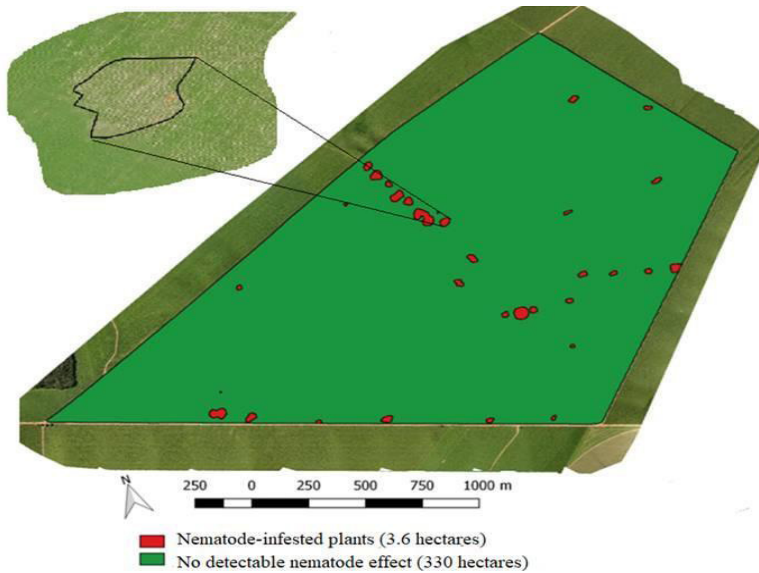 N
250 0 250 500 750 1000 m
Nematode-infested plants (3.6 hectares)
No detectable nematode effect (330 hectares)